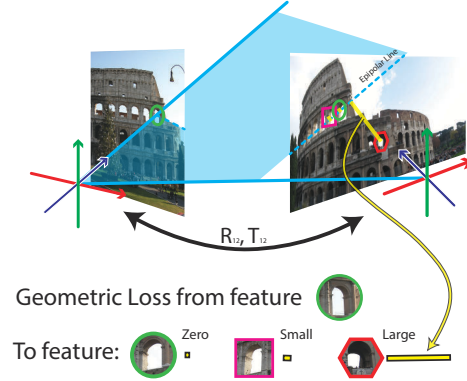 Epipolar Line
R₁₂, T₁₂
Geometric Loss from feature
To feature: Zero Small Large